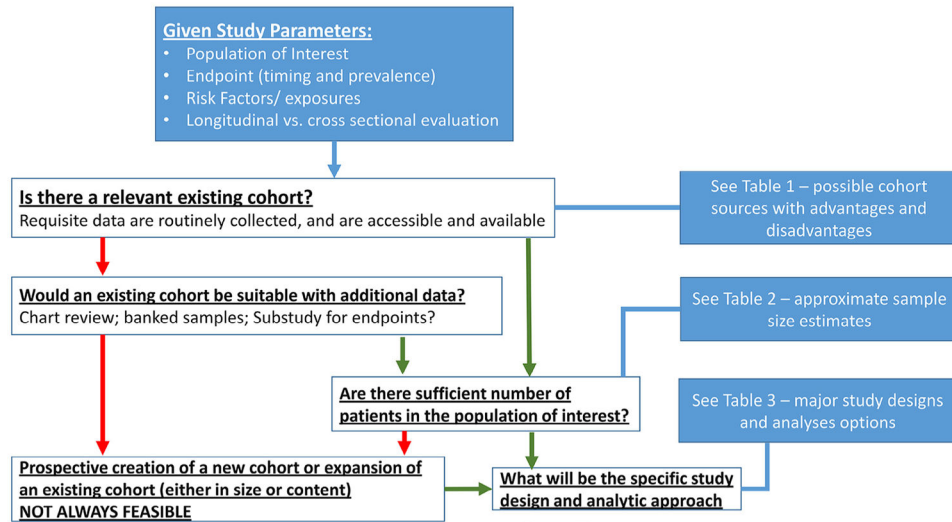 Given Study Parameters:
• Population of Interest
• Endpoint (timing and prevalence)
• Risk Factors/ exposures
• Longitudinal vs. cross sectional evaluation
Is there a relevant existing cohort?
Requisite data are routinely collected, and are accessible and available
See Table 1 – possible cohort
sources with advantages and
disadvantages
Would an existing cohort be suitable with additional data?
Chart review; banked samples; Substudy for endpoints?
See Table 2 – approximate sample
size estimates
Are there sufficient number of
patients in the population of interest?
See Table 3 – major study designs
and analyses options
Prospective creation of a new cohort or expansion of
an existing cohort (either in size or content)
NOT ALWAYS FEASIBLE
What will be the specific study
design and analytic approach